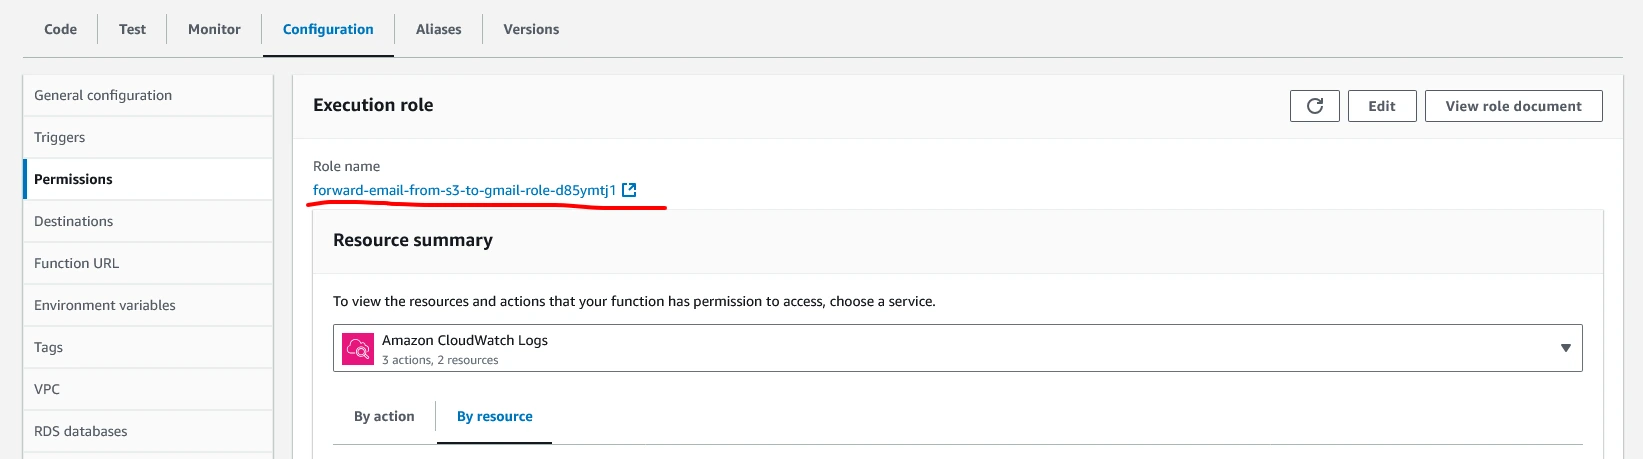 Code Test Monitor Configuration Aliases Versions
General configuration
Triggers
Permissions
Destinations
Function URL
Environment variables
Tags
VPC
RDS databases
Execution role
Edit View role document
Role name
forward-email-from-s3-to-gmail-role-d85ymtj1
Resource summary
To view the resources and actions that your function has permission to access, choose a service.
Amazon CloudWatch Logs
3 actions, 2 resources
By action By resource